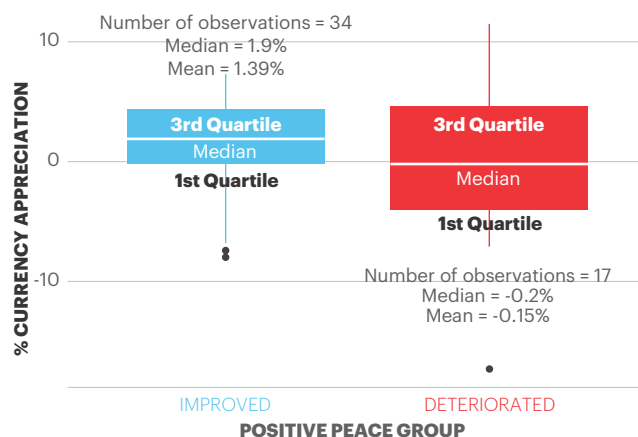 % CURRENCY APPRECIATION
10
0
-10
Number of observations = 34
Median = 1.9%
Mean = 1.39%
3rd Quartile
Median
1st Quartile
3rd Quartile
Median
1st Quartile
Number of observations = 17
Median = -0.2%
Mean = -0.15%
IMPROVED
DETERIORATED
POSITIVE PEACE GROUP